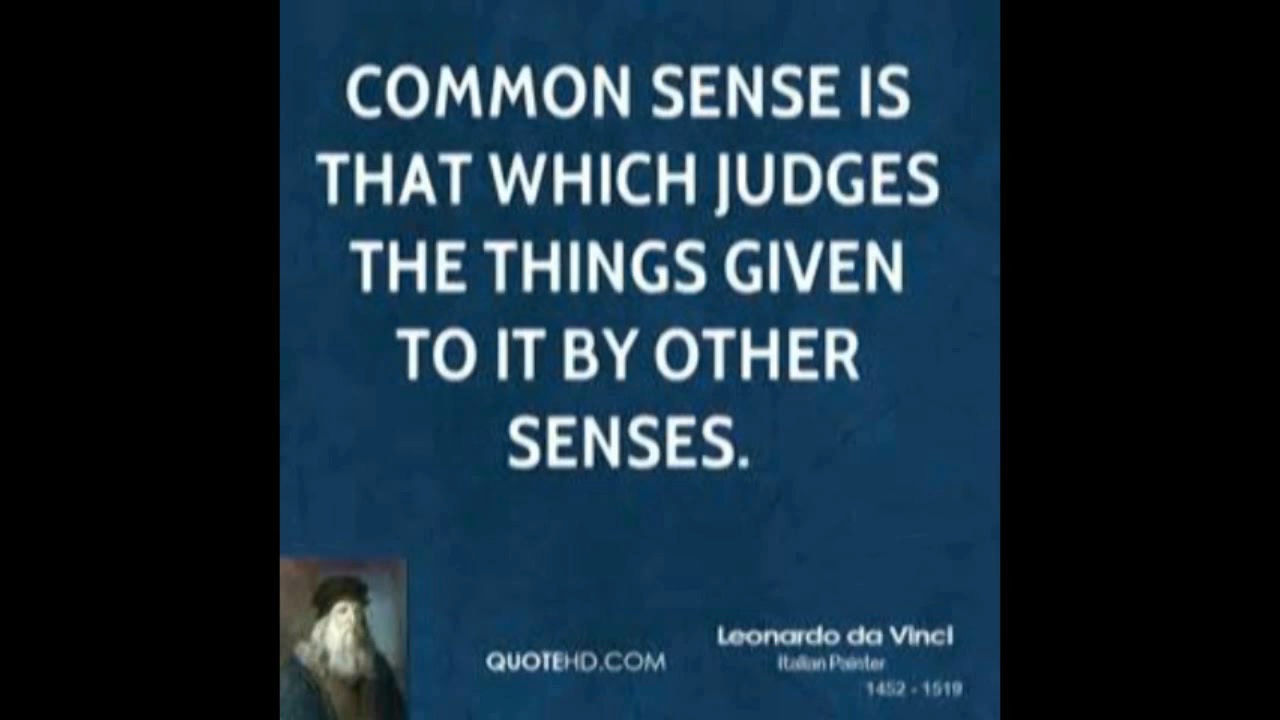 COMMON SENSE IS
THAT WHICH JUDGES
THE THINGS GIVEN
TO IT BY OTHER
SENSES.
Leonardo da Vinci
QUOTEHD.COM
Italian Painter
1452 - 1519